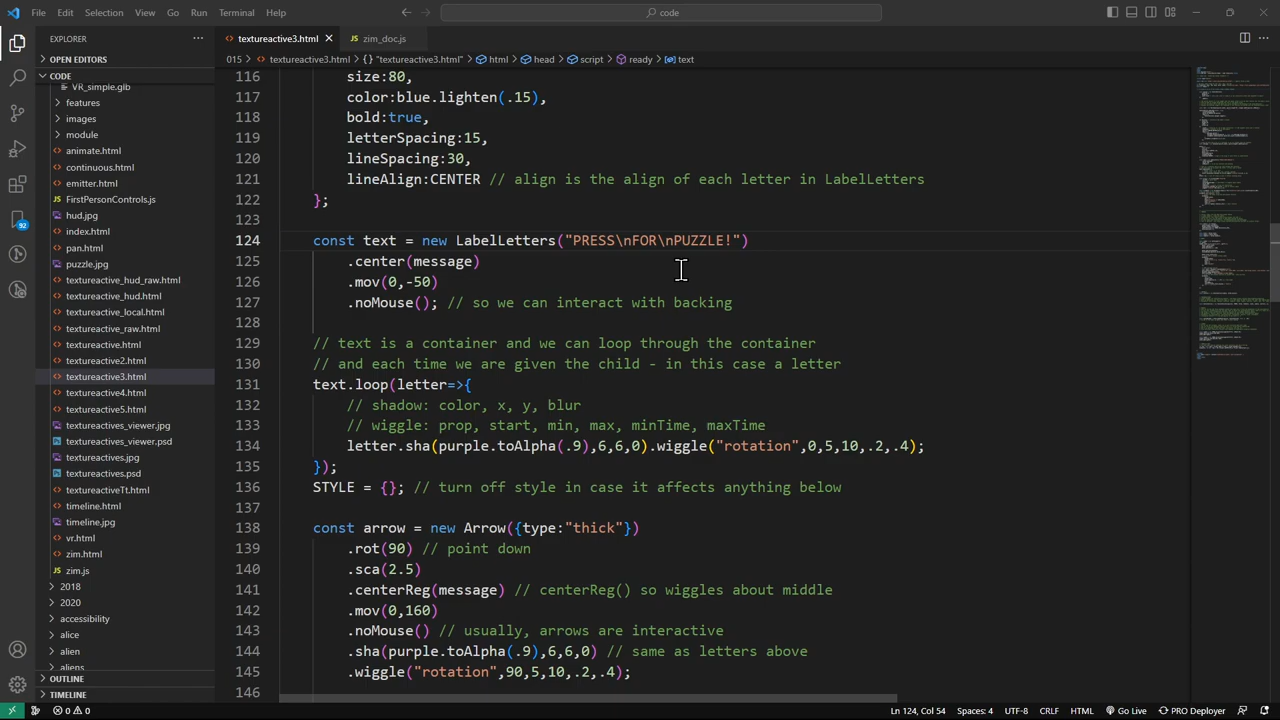 File Edit Selection View Go Run Terminal Help
code
EXPLORER
textureactive3.html
zim_doc.js
OPEN EDITORS
015 > textureactive3.html > {} "textureactive3.html" > html > head > script > ready > text
CODE
VR_simple.glb
features
images
module
animate.html
continuous.html
emitter.html
FirstPersonControls.js
hud.jpg
index.html
pan.html
puzzle.jpg
textureactive_hud_raw.html
textureactive_hud.html
textureactive_local.html
textureactive_raw.html
textureactive.html
textureactive2.html
textureactive3.html
textureactive4.html
textureactive5.html
textureactives_viewer.jpg
textureactives_viewer.psd
textureactives.jpg
textureactives.psd
textureactiveTt.html
timeline.html
timeline.jpg
vr.html
zim.html
zim.js
2018
2020
accessibility
alice
alien
aliens
OUTLINE
TIMELINE
92
116 size:80,
117 color:blue.lighten(.15),
118 bold:true,
119 letterSpacing:15,
120 lineSpacing:30,
121 lineAlign:CENTER // align is the align of each letter in LabelLetters
122 };
123
124 const text = new LabelLetters("PRESS\nFOR\nPUZZLE!")
125 .center(message)
126 .mov(0,-50)
127 .noMouse(); // so we can interact with backing
128
129 // text is a container and we can loop through the container
130 // and each time we are given the child - in this case a letter
131 text.loop(letter=>{
132 // shadow: color, x, y, blur
133 // wiggle: prop, start, min, max, minTime, maxTime
134 letter.sha(purple.toAlpha(.9),6,6,0).wiggle("rotation",0,5,10,.2,.4);
135 });
136 STYLE = {}; // turn off style in case it affects anything below
137
138 const arrow = new Arrow({type:"thick"})
139 .rot(90) // point down
140 .sca(2.5)
141 .centerReg(message) // centerReg() so wiggles about middle
142 .mov(0,160)
143 .noMouse() // usually, arrows are interactive
144 .sha(purple.toAlpha(.9),6,6,0) // same as letters above
145 .wiggle("rotation",90,5,10,.2,.4);
146
0 0 Ln 124, Col 54 Spaces: 4 UTF-8 CRLF HTML Go Live PRO Deployer